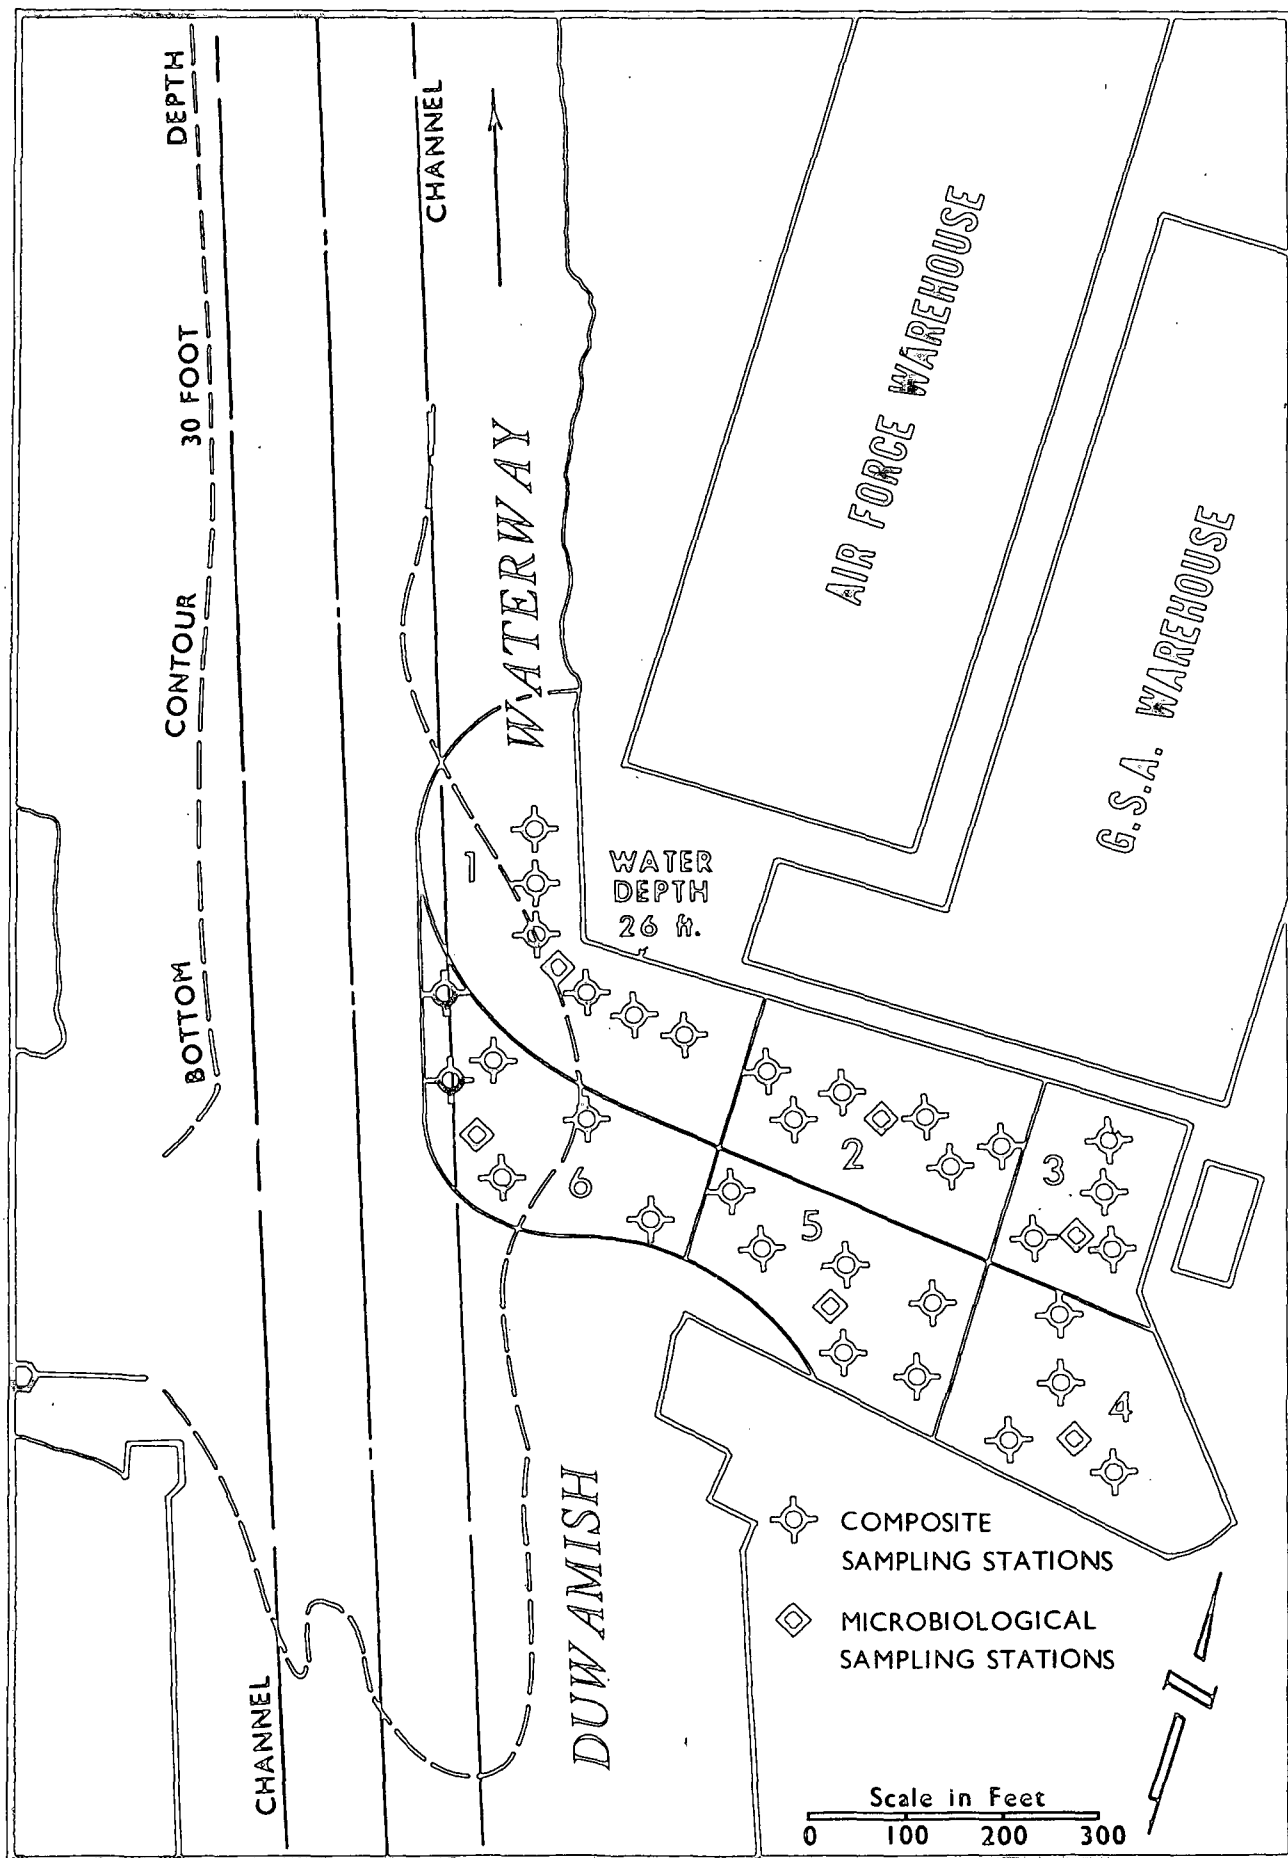 DEPTH
30 FOOT
CONTOUR
BOTTOM
CHANNEL
CHANNEL
WATERWAY
DUWAMISH
AIR FORCE WAREHOUSE
G.S.A. WAREHOUSE
WATER
DEPTH
26 ft.
1
2
3
4
5
6
COMPOSITE
SAMPLING STATIONS
MICROBIOLOGICAL
SAMPLING STATIONS
N
Scale in Feet
0 100 200 300